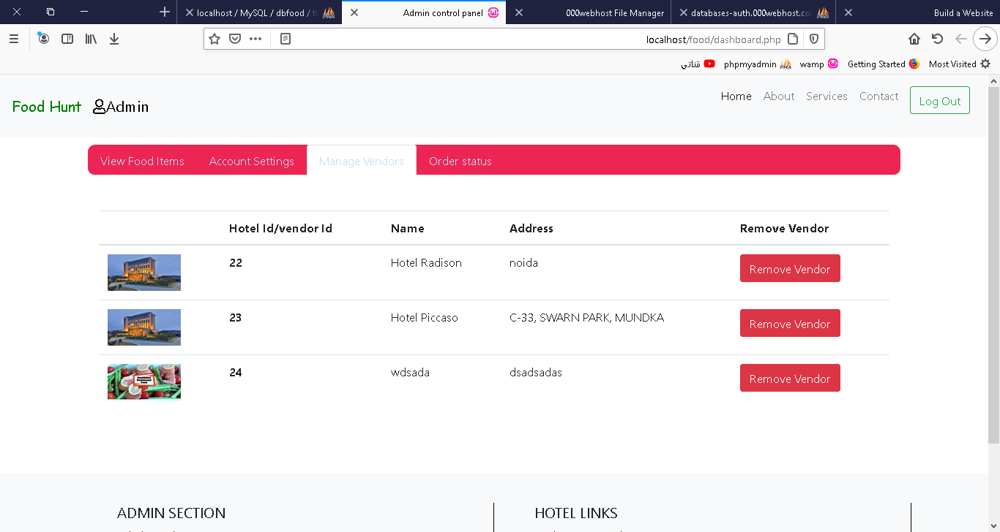 localhost / MySQL / dbfood / t
Admin control panel
000webhost File Manager
databases-auth.000webhost.co
Build a Website
localhost/food/dashboard.php
قناتي
phpmyadmin
wamp
Getting Started
Most Visited
Food Hunt Admin
Home About Services Contact Log Out
View Food Items Account Settings Manage Vendors Order status
Hotel Id/vendor Id Name Address Remove Vendor
22 Hotel Radison noida Remove Vendor
23 Hotel Piccaso C-33, SWARN PARK, MUNDKA Remove Vendor
24 wdsada dsadsadas Remove Vendor
ADMIN SECTION HOTEL LINKS